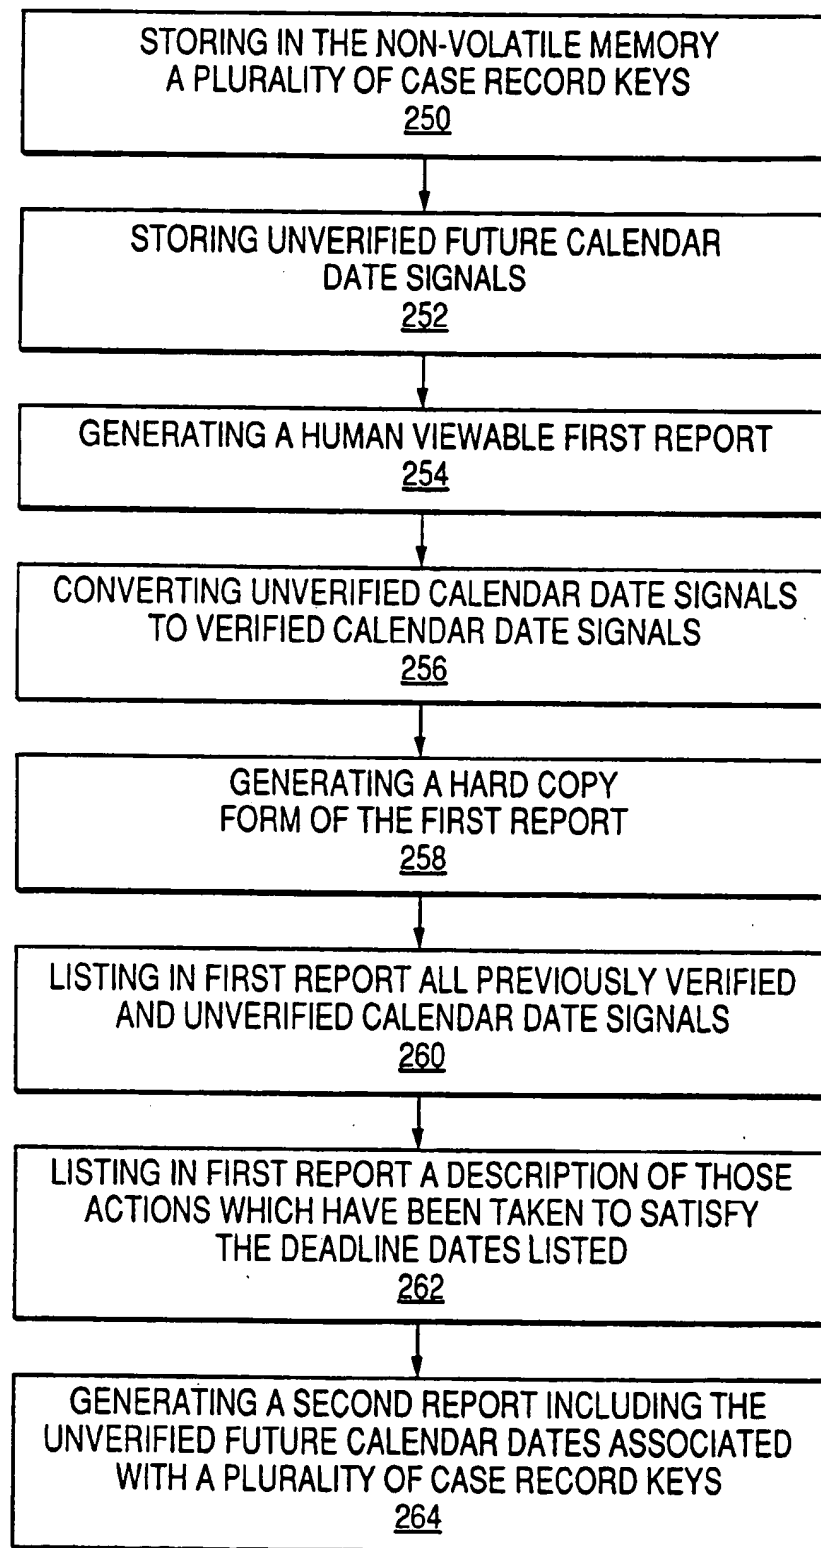 STORING IN THE NON-VOLATILE MEMORY
A PLURALITY OF CASE RECORD KEYS
250
STORING UNVERIFIED FUTURE CALENDAR
DATE SIGNALS
252
GENERATING A HUMAN VIEWABLE FIRST REPORT
254
CONVERTING UNVERIFIED CALENDAR DATE SIGNALS
TO VERIFIED CALENDAR DATE SIGNALS
256
GENERATING A HARD COPY
FORM OF THE FIRST REPORT
258
LISTING IN FIRST REPORT ALL PREVIOUSLY VERIFIED
AND UNVERIFIED CALENDAR DATE SIGNALS
260
LISTING IN FIRST REPORT A DESCRIPTION OF THOSE
ACTIONS WHICH HAVE BEEN TAKEN TO SATISFY
THE DEADLINE DATES LISTED
262
GENERATING A SECOND REPORT INCLUDING THE
UNVERIFIED FUTURE CALENDAR DATES ASSOCIATED
WITH A PLURALITY OF CASE RECORD KEYS
264